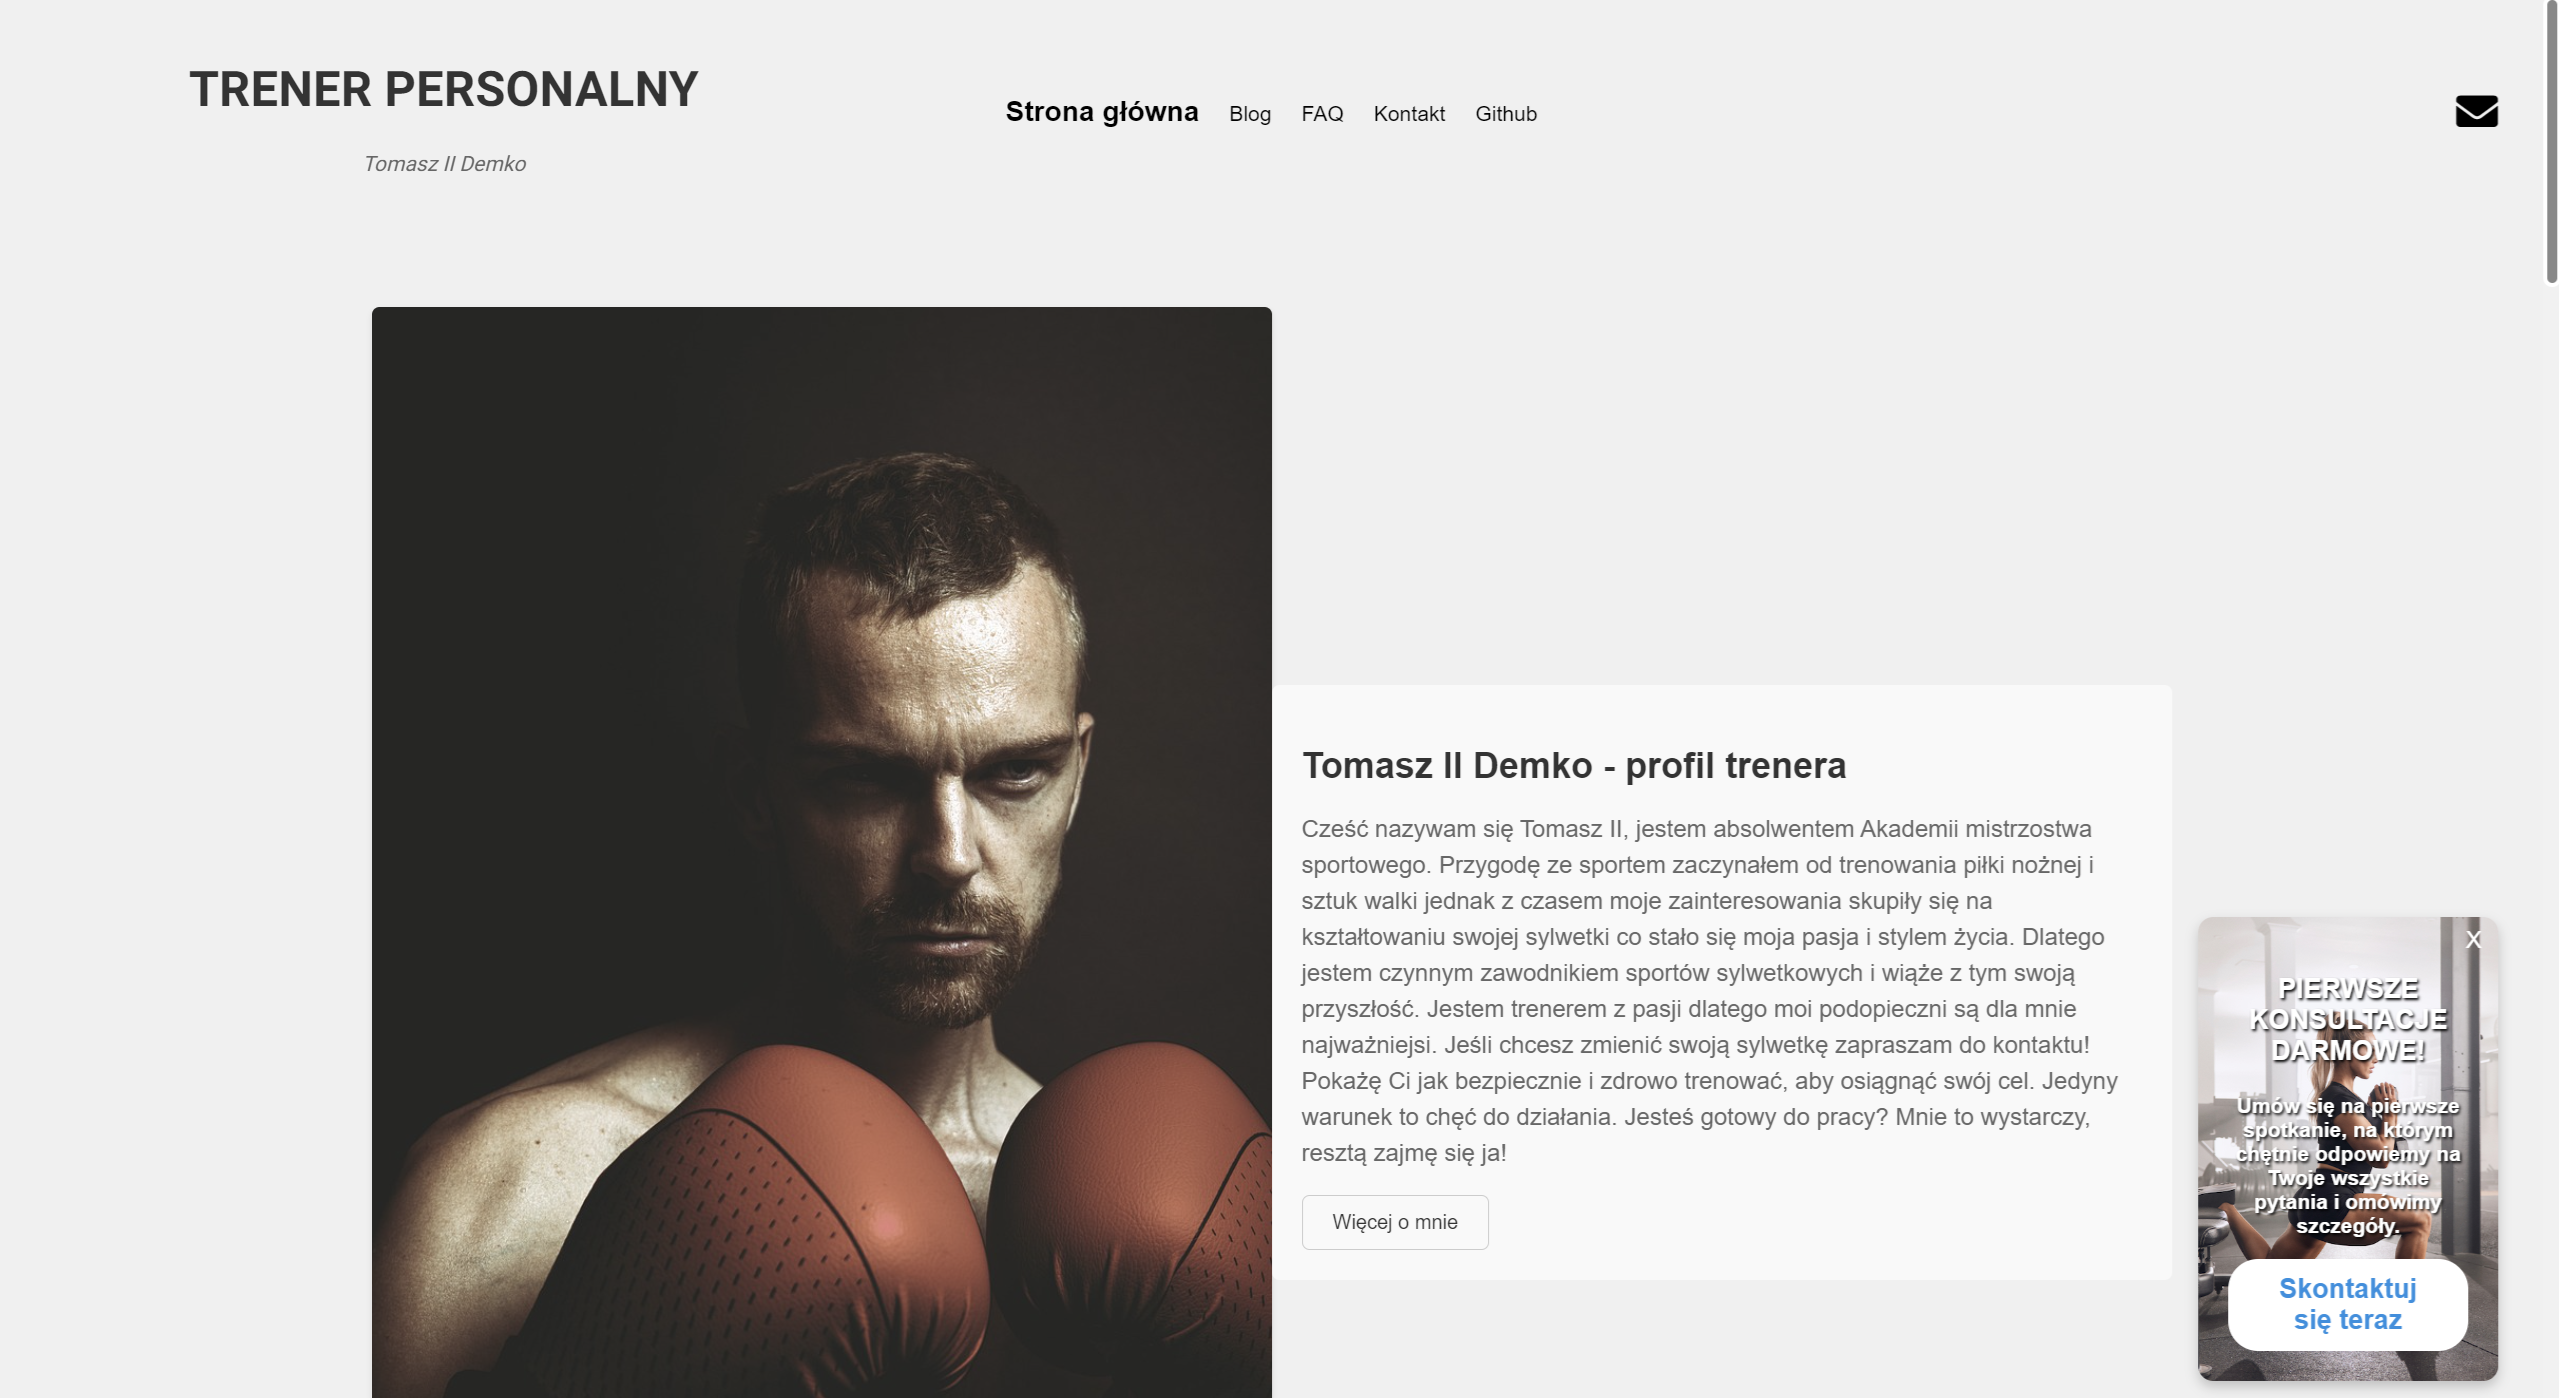 TRENER PERSONALNY
Tomasz II Demko
Strona główna Blog FAQ Kontakt Github
Tomasz II Demko - profil trenera
Cześć nazywam się Tomasz II, jestem absolwentem Akademii mistrzostwa
sportowego. Przygodę ze sportem zaczynałem od trenowania piłki nożnej i
sztuk walki jednak z czasem moje zainteresowania skupiły się na
kształtowaniu swojej sylwetki co stało się moja pasja i stylem życia. Dlatego
jestem czynnym zawodnikiem sportów sylwetkowych i wiąże z tym swoją
przyszłość. Jestem trenerem z pasji dlatego moi podopieczni są dla mnie
najważniejsi. Jeśli chcesz zmienić swoją sylwetkę zapraszam do kontaktu!
Pokażę Ci jak bezpiecznie i zdrowo trenować, aby osiągnąć swój cel. Jedyny
warunek to chęć do działania. Jesteś gotowy do pracy? Mnie to wystarczy,
resztą zajmę się ja!
Więcej o mnie
X
PIERWSZE
KONSULTACJE
DARMOWE!
Umów się na pierwsze
spotkanie, na którym
chętnie odpowiemy na
Twoje wszystkie
pytania i omówimy
szczegóły.
Skontaktuj
się teraz